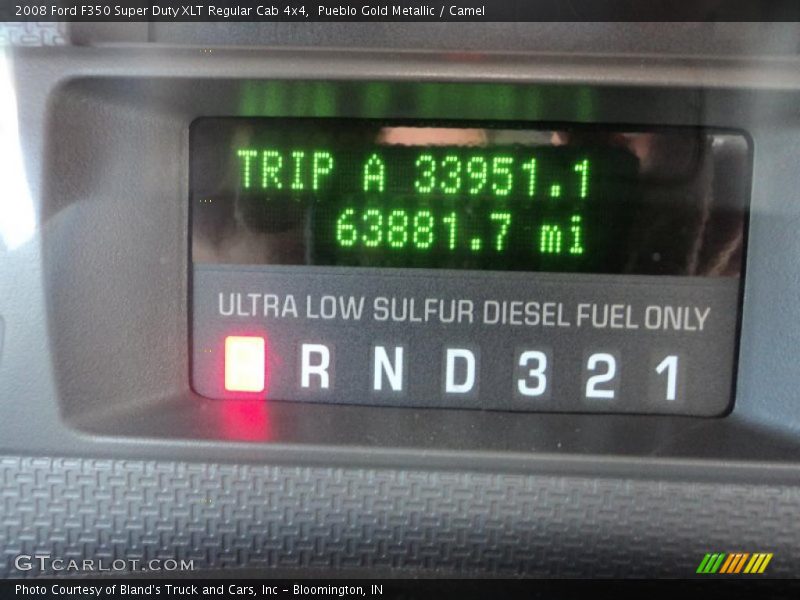 2008 Ford F350 Super Duty XLT Regular Cab 4x4,  Pueblo Gold Metallic / Camel
TRIP A 33951.1
63881.7 mi
ULTRA LOW SULFUR DIESEL FUEL ONLY
R N D 3 2 1
GTCARLOT.COM
Photo Courtesy of Bland's Truck and Cars, Inc – Bloomington, IN